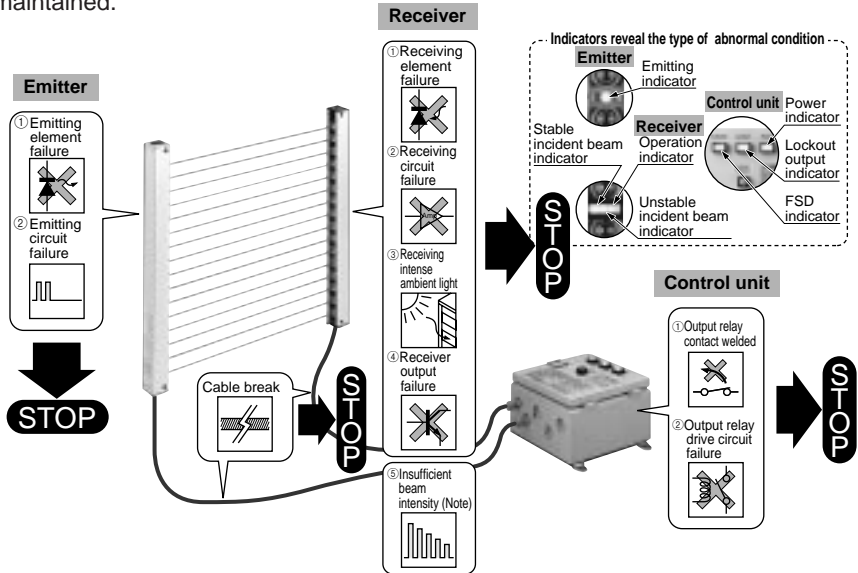 maintained.
Receiver
①Receiving
element
failure
②Receiving
circuit
failure
Amp
③Receiving
intense
ambient light
④Receiver
output
failure
⑤Insufficient
beam
intensity (Note)
Emitter
①Emitting
element
failure
②Emitting
circuit
failure
STOP
Cable break
STOP
Indicators reveal the type of abnormal condition
Emitter
Emitting
indicator
Control unit
Power
indicator
Stable
incident beam
indicator
Receiver
Operation
indicator
Lockout
output
indicator
Unstable
incident beam
indicator
FSD
indicator
STOP
Control unit
①Output relay
contact welded
②Output relay
drive circuit
failure
STOP